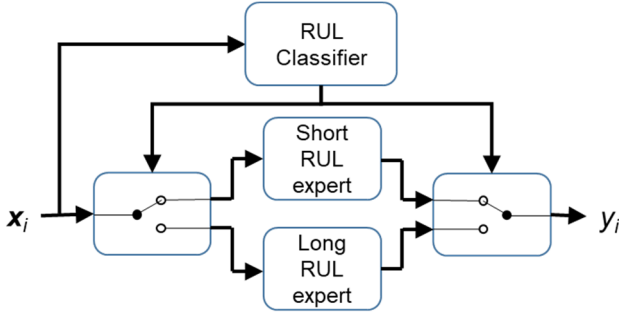 RUL
Classifier
Short
RUL
expert
x_i
y_i
Long
RUL
expert